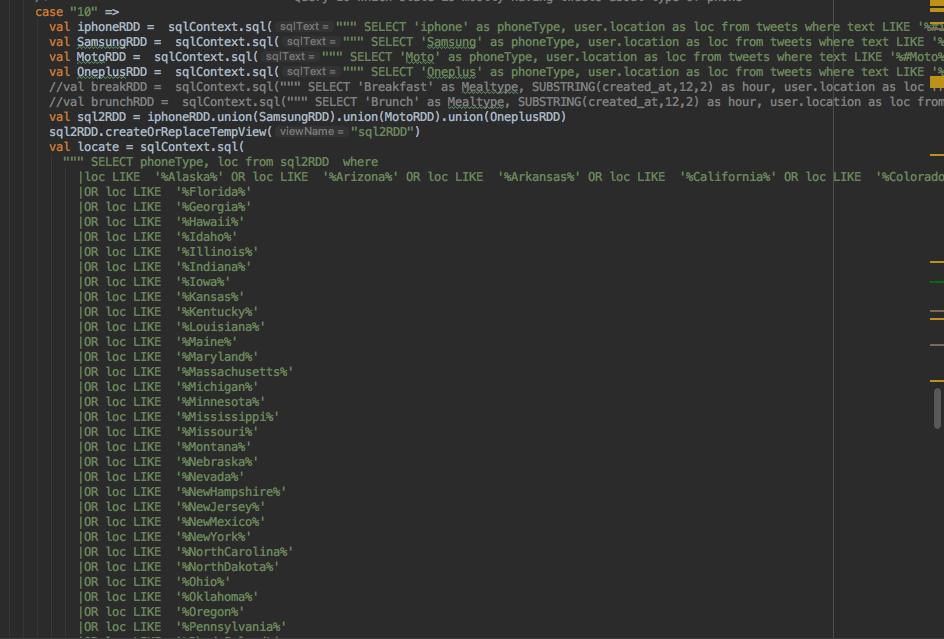 query is which state is mostly having tweets about type of phone
case "10" =>
val iphoneRDD = sqlContext.sql( sqlText = """ SELECT 'iphone' as phoneType, user.location as loc from tweets where text LIKE '%#i
val SamsungRDD = sqlContext.sql( sqlText = """ SELECT 'Samsung' as phoneType, user.location as loc from tweets where text LIKE '%
val MotoRDD = sqlContext.sql( sqlText = """ SELECT 'Moto' as phoneType, user.location as loc from tweets where text LIKE '%#Moto%
val OneplusRDD = sqlContext.sql( sqlText = """ SELECT 'Oneplus' as phoneType, user.location as loc from tweets where text LIKE '%
//val breakRDD = sqlContext.sql(""" SELECT 'Breakfast' as Mealtype, SUBSTRING(created_at,12,2) as hour, user.location as loc
//val brunchRDD = sqlContext.sql(""" SELECT 'Brunch' as Mealtype, SUBSTRING(created_at,12,2) as hour, user.location as loc from
val sql2RDD = iphoneRDD.union(SamsungRDD).union(MotoRDD).union(OneplusRDD)
sql2RDD.createOrReplaceTempView( viewName = "sql2RDD")
val locate = sqlContext.sql(
""" SELECT phoneType, loc from sql2RDD where
|loc LIKE '%Alaska%' OR loc LIKE '%Arizona%' OR loc LIKE '%Arkansas%' OR loc LIKE '%California%' OR loc LIKE '%Colorado
|OR loc LIKE '%Florida%'
|OR loc LIKE '%Georgia%'
|OR loc LIKE '%Hawaii%'
|OR loc LIKE '%Idaho%'
|OR loc LIKE '%Illinois%'
|OR loc LIKE '%Indiana%'
|OR loc LIKE '%Iowa%'
|OR loc LIKE '%Kansas%'
|OR loc LIKE '%Kentucky%'
|OR loc LIKE '%Louisiana%'
|OR loc LIKE '%Maine%'
|OR loc LIKE '%Maryland%'
|OR loc LIKE '%Massachusetts%'
|OR loc LIKE '%Michigan%'
|OR loc LIKE '%Minnesota%'
|OR loc LIKE '%Mississippi%'
|OR loc LIKE '%Missouri%'
|OR loc LIKE '%Montana%'
|OR loc LIKE '%Nebraska%'
|OR loc LIKE '%Nevada%'
|OR loc LIKE '%NewHampshire%'
|OR loc LIKE '%NewJersey%'
|OR loc LIKE '%NewMexico%'
|OR loc LIKE '%NewYork%'
|OR loc LIKE '%NorthCarolina%'
|OR loc LIKE '%NorthDakota%'
|OR loc LIKE '%Ohio%'
|OR loc LIKE '%Oklahoma%'
|OR loc LIKE '%Oregon%'
|OR loc LIKE '%Pennsylvania%'